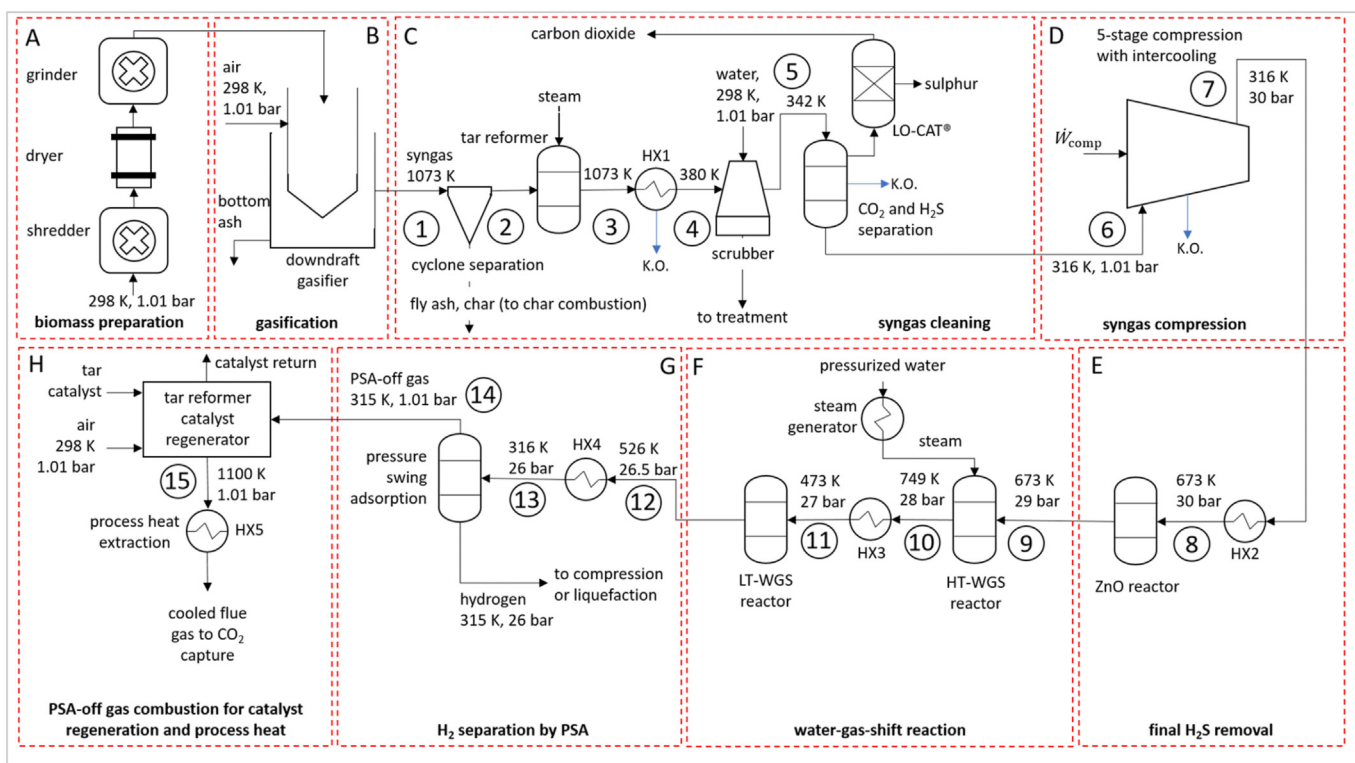 A
grinder
dryer
shredder
298 K, 1.01 bar
biomass preparation
B
air
298 K,
1.01 bar
bottom
ash
downdraft
gasifier
gasification
C
carbon dioxide
steam
tar reformer
syngas
1073 K
1
2
cyclone separation
fly ash, char (to char combustion)
1073 K
3
HX1
K.O.
380 K
4
water,
298 K,
1.01 bar
scrubber
to treatment
5
342 K
LO-CAT®
sulphur
K.O.
CO2 and H2S
separation
syngas cleaning
D
5-stage compression
with intercooling
Ẇcomp
6
316 K, 1.01 bar
K.O.
7
316 K
30 bar
syngas compression
E
673 K
30 bar
8
HX2
ZnO reactor
final H2S removal
F
pressurized water
steam
generator
steam
673 K
29 bar
9
HT-WGS
reactor
749 K
28 bar
10
HX3
473 K
27 bar
11
LT-WGS
reactor
water-gas-shift reaction
G
526 K
26.5 bar
12
HX4
316 K
26 bar
13
PSA-off gas
315 K, 1.01 bar
14
pressure
swing
adsorption
hydrogen
315 K, 26 bar
to compression
or liquefaction
H2 separation by PSA
H
catalyst return
tar
catalyst
tar reformer
catalyst
regenerator
air
298 K
1.01 bar
15
1100 K
1.01 bar
process heat
extraction
HX5
cooled flue
gas to CO2
capture
PSA-off gas combustion for catalyst
regeneration and process heat